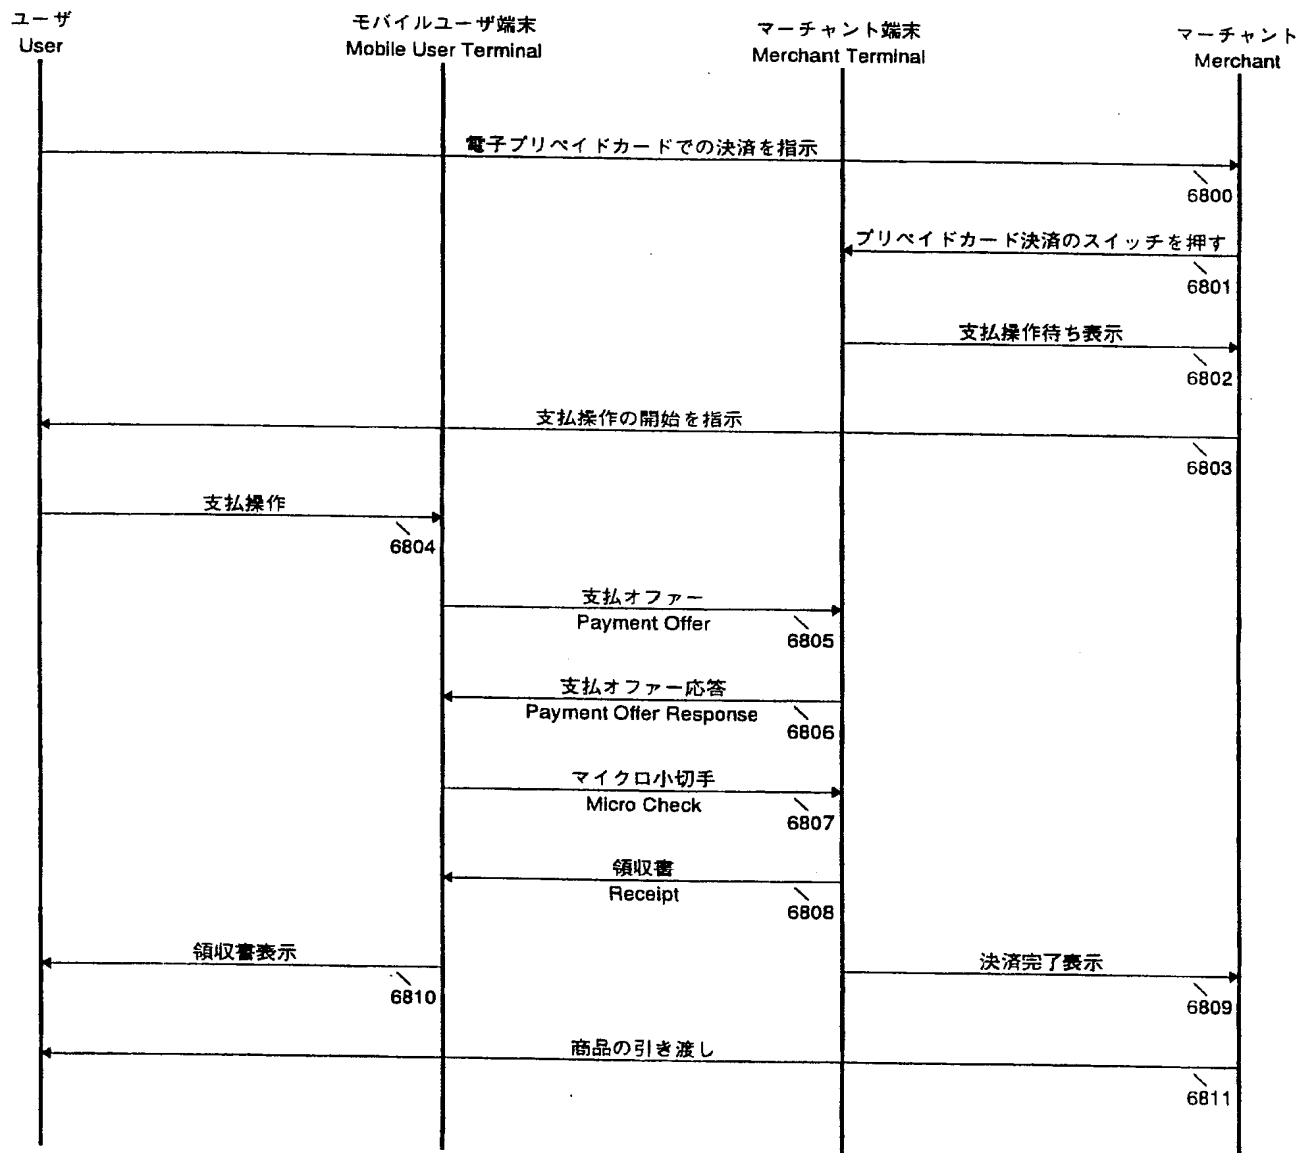 ユーザ
User
モバイルユーザ端末
Mobile User Terminal
マーチャント端末
Merchant Terminal
マーチャント
Merchant
電子プリペイドカードでの決済を指示
6800
プリペイドカード決済のスイッチを押す
6801
支払操作待ち表示
6802
支払操作の開始を指示
6803
支払操作
6804
支払オファー
Payment Offer
6805
支払オファー応答
Payment Offer Response
6806
マイクロ小切手
Micro Check
6807
領収書
Receipt
6808
領収書表示
6810
決済完了表示
6809
商品の引き渡し
6811